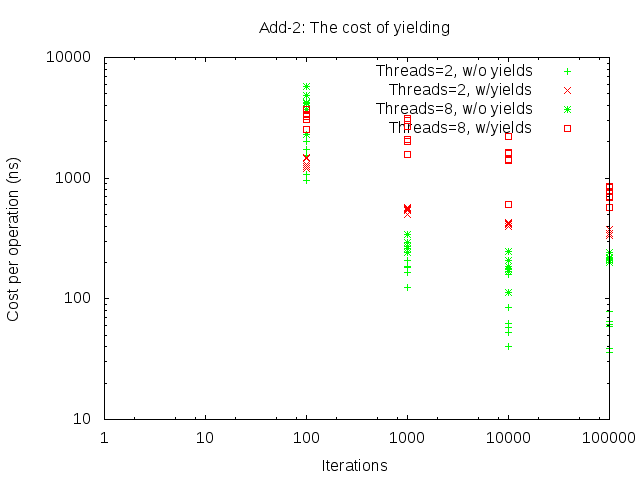 Add-2: The cost of yielding
10000
1000
100
10
1
10
100
1000
10000
100000
Cost per operation (ns)
Iterations
Threads=2, w/o yields
Threads=2, w/yields
Threads=8, w/o yields
Threads=8, w/yields